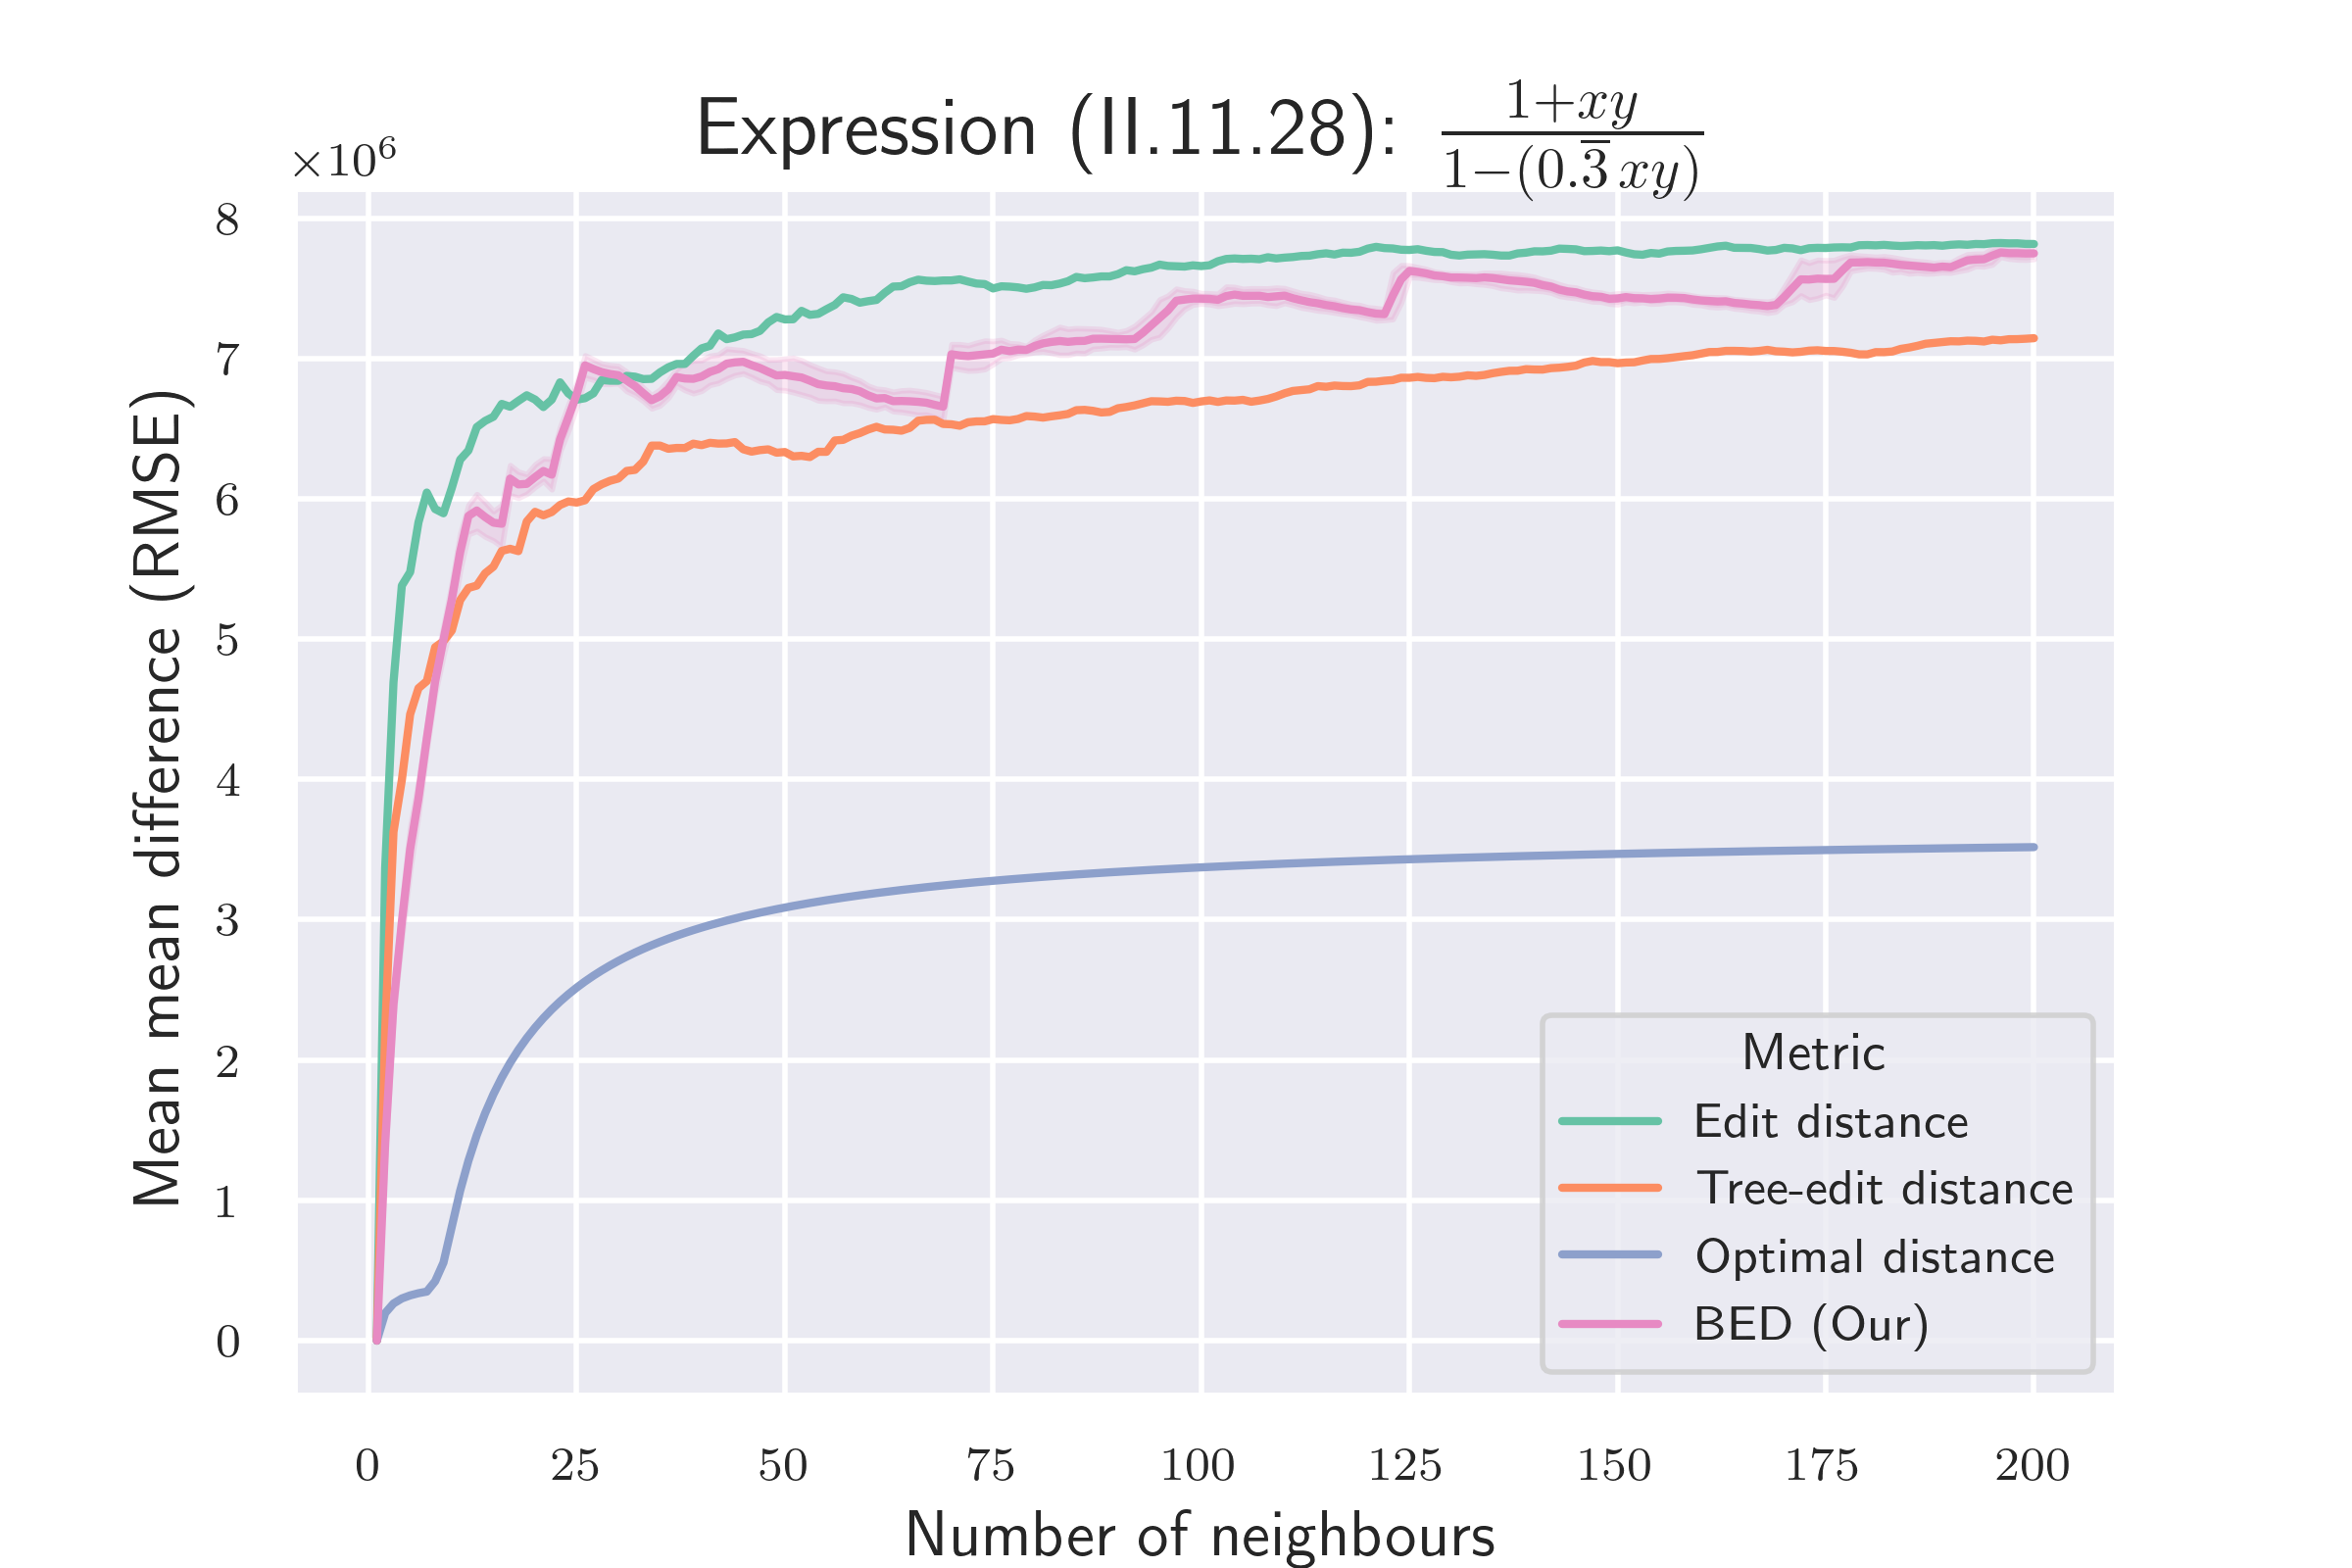 Expression (II.11.28): $\frac{1+xy}{1-(0.\overline{3}\,xy)}$
×10⁶
Mean mean difference (RMSE)
8
7
6
5
4
3
2
1
0
Metric
Edit distance
Tree-edit distance
Optimal distance
BED (Our)
0 25 50 75 100 125 150 175 200
Number of neighbours